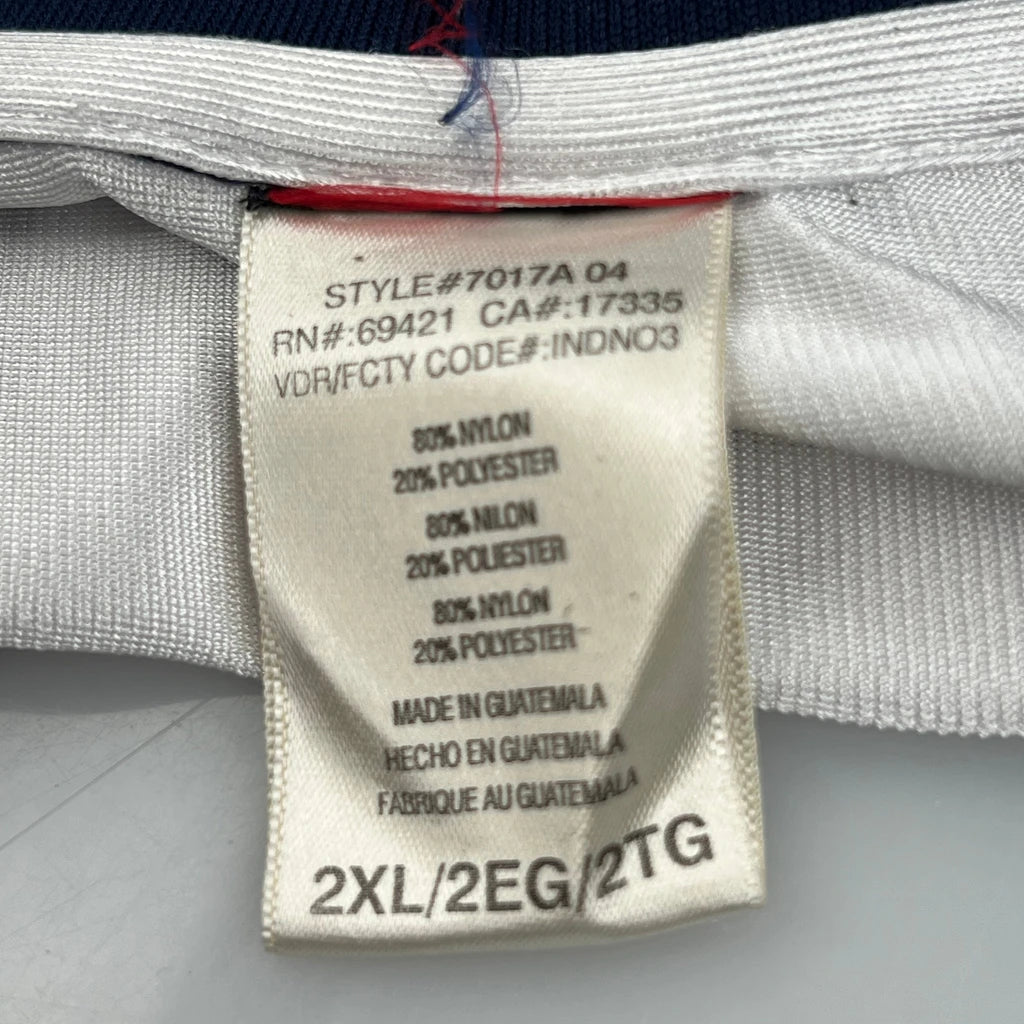 STYLE#7017A 04
RN#:69421 CA#:17335
VDR/FCTY CODE#:INDNO3
80% NYLON
20% POLYESTER
80% NILON
20% POLIESTER
80% NYLON
20% POLYESTER
MADE IN GUATEMALA
HECHO EN GUATEMALA
FABRIQUE AU GUATEMALA
2XL/2EG/2TG